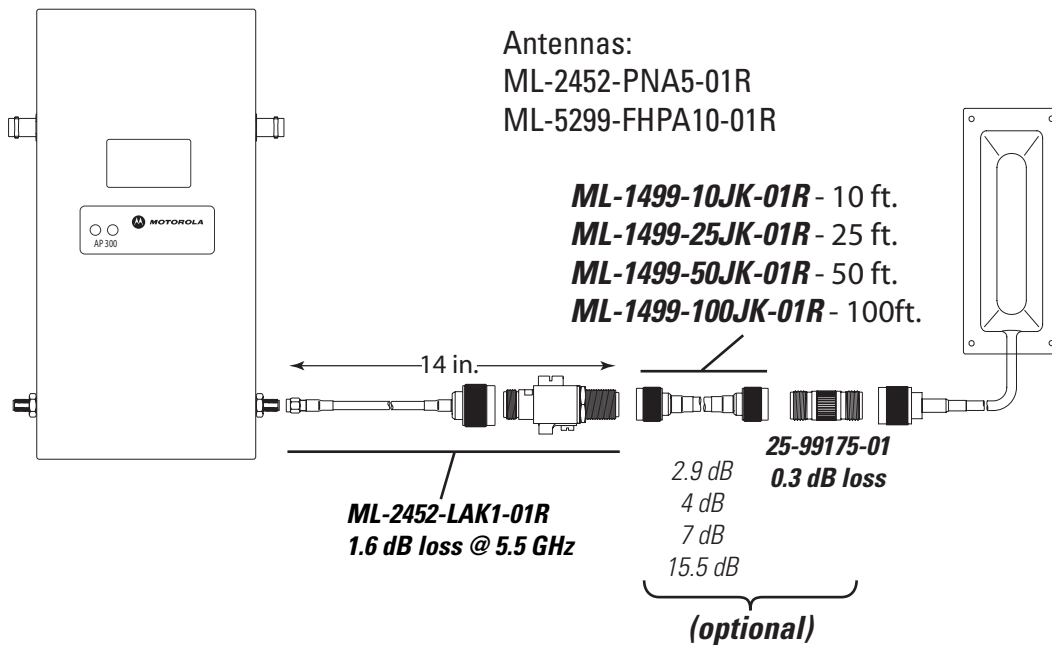 Antennas:
ML-2452-PNA5-01R
ML-5299-FHPA10-01R
ML-1499-10JK-01R - 10 ft.
ML-1499-25JK-01R - 25 ft.
ML-1499-50JK-01R - 50 ft.
ML-1499-100JK-01R - 100ft.
MOTOROLA
AP 300
14 in.
25-99175-01
0.3 dB loss
2.9 dB
4 dB
7 dB
15.5 dB
ML-2452-LAK1-01R
1.6 dB loss @ 5.5 GHz
(optional)